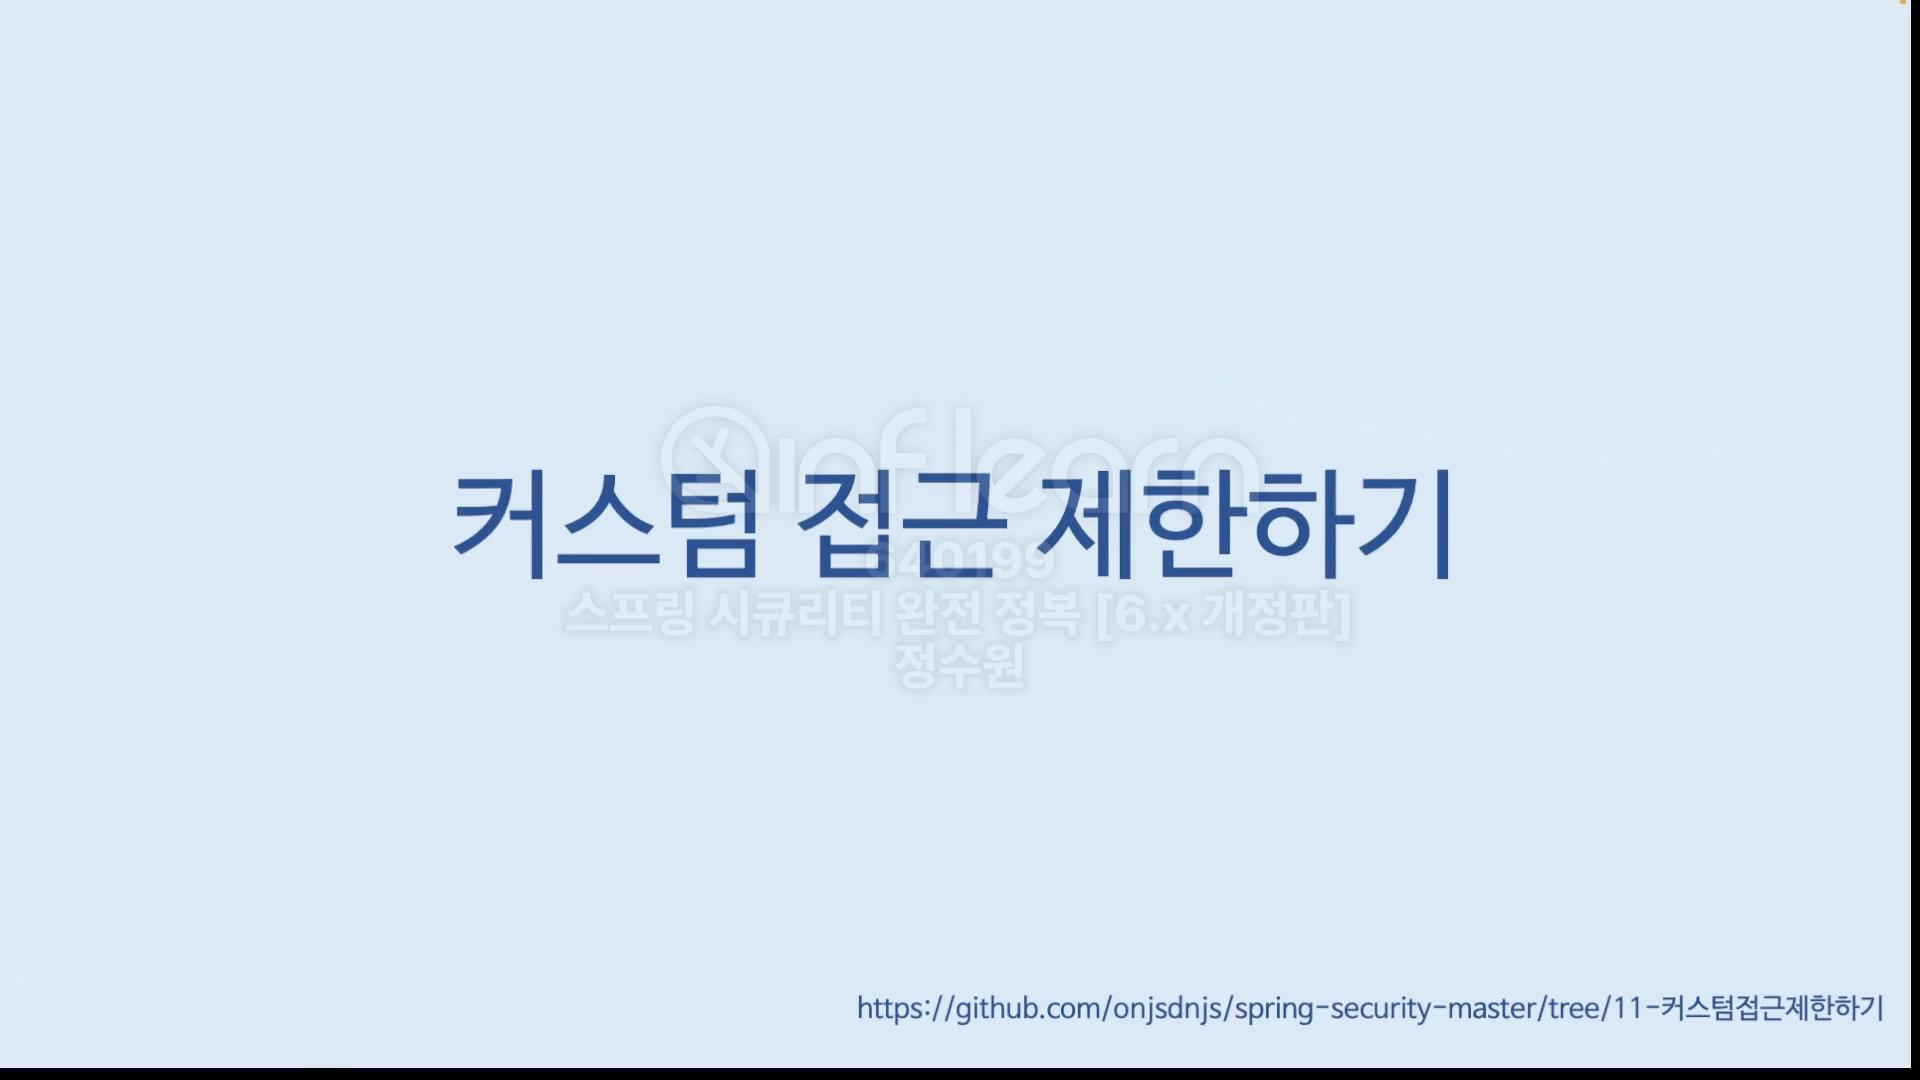 inflearn
커스텀 접근 제한하기
640199
스프링 시큐리티 완전 정복 [6.x 개정판]
정수원
https://github.com/onjsdnjs/spring-security-master/tree/11-커스텀접근제한하기